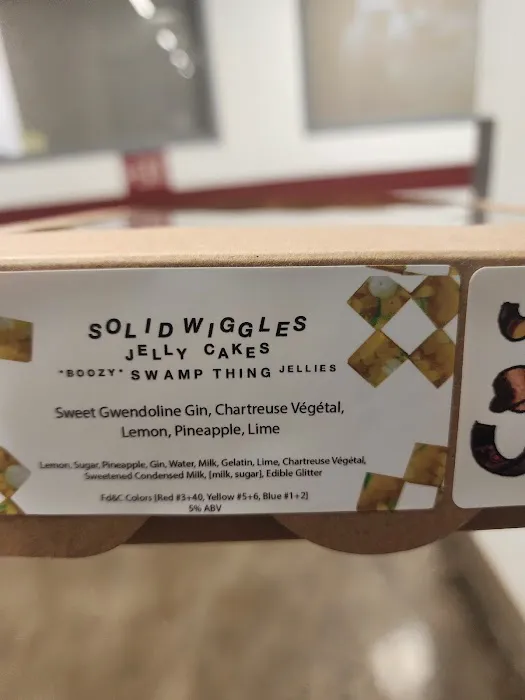 SOLID WIGGLES
JELLY CAKES
"BOOZY" SWAMP THING JELLIES
Sweet Gwendoline Gin, Chartreuse Végétal,
Lemon, Pineapple, Lime
Lemon, Sugar, Pineapple, Gin, Water, Milk, Gelatin, Lime, Chartreuse Végétal,
Sweetened Condensed Milk, [milk, sugar], Edible Glitter
Fd&C Colors [Red #3+40, Yellow #5+6, Blue #1+2]
5% ABV